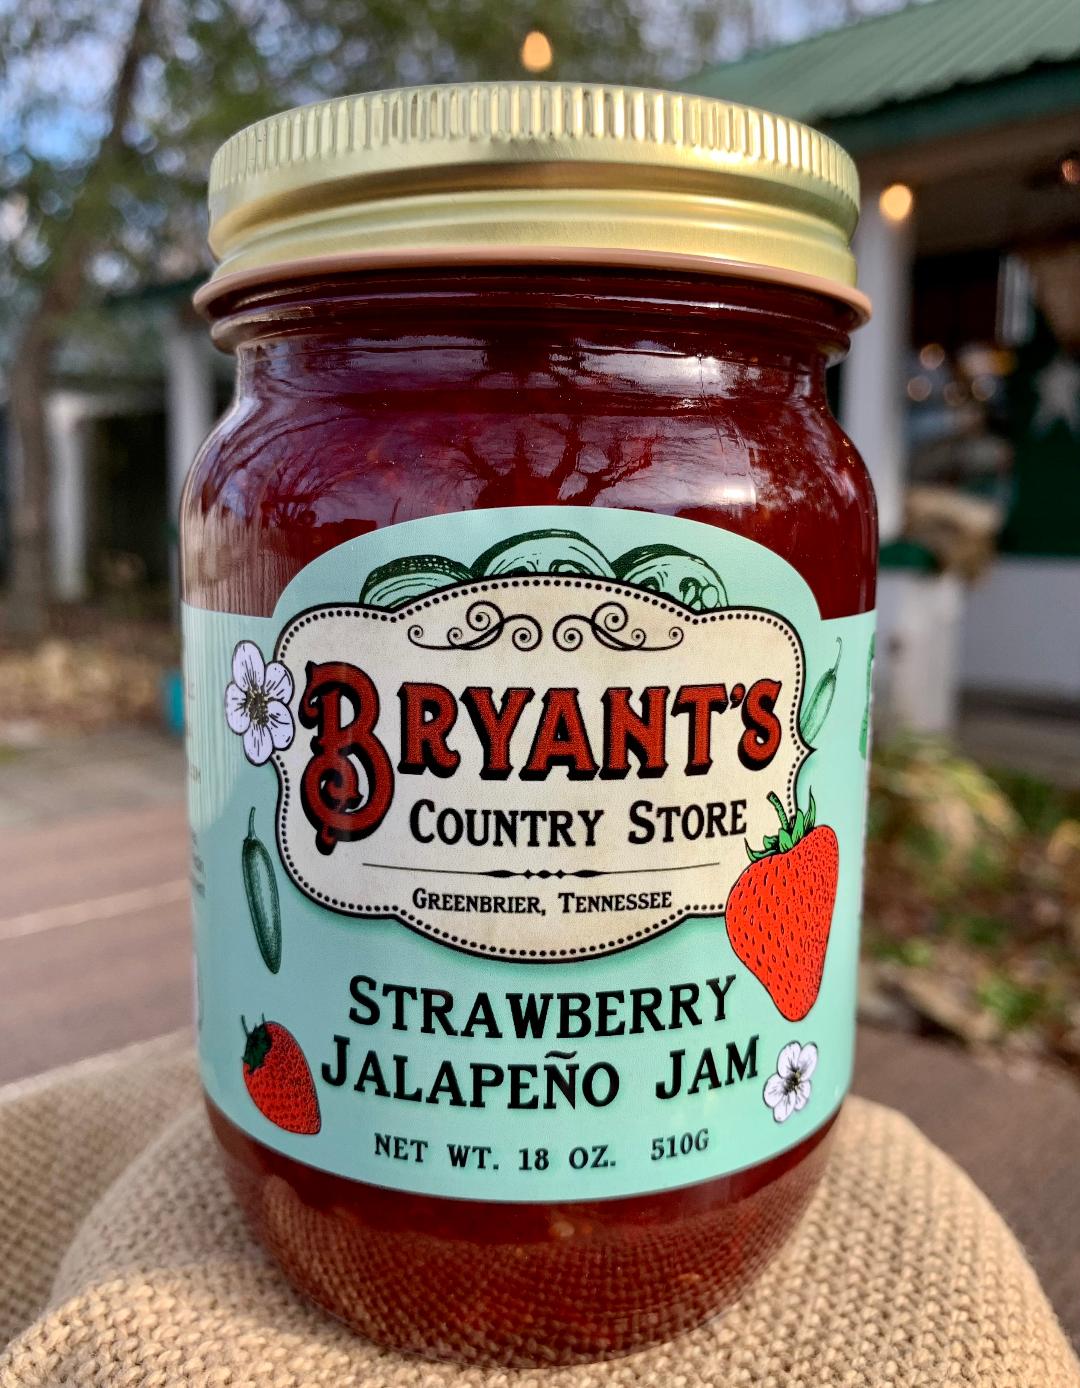 BRYANT'S
COUNTRY STORE
GREENBRIER, TENNESSEE
STRAWBERRY
JALAPEÑO JAM
NET WT. 18 OZ. 510G